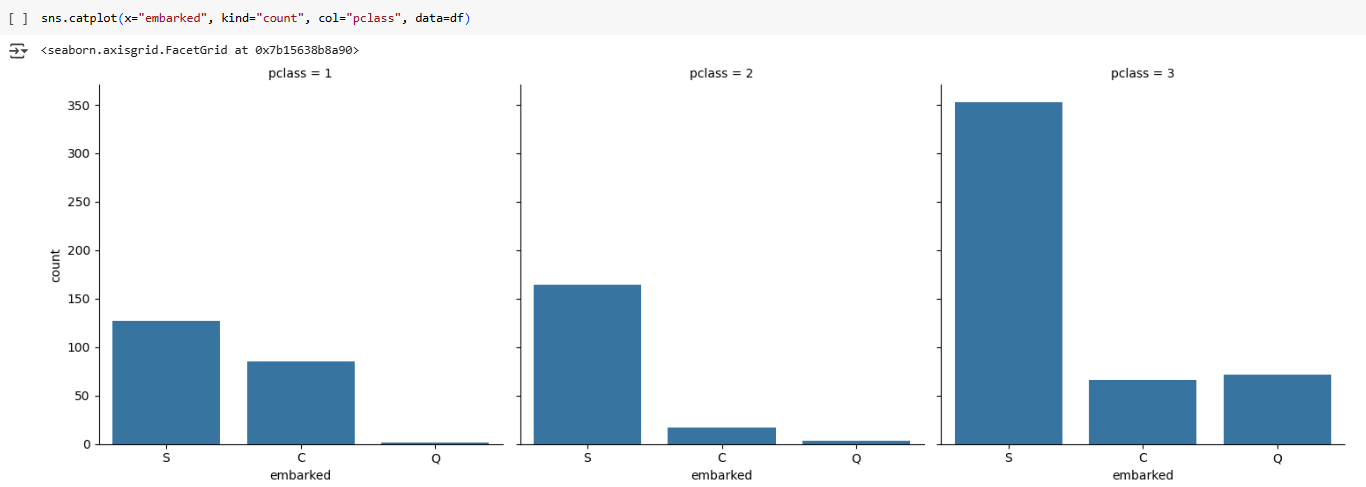 [ ] sns.catplot(x="embarked", kind="count", col="pclass", data=df)
<seaborn.axisgrid.FacetGrid at 0x7b15638b8a90>
pclass = 1
pclass = 2
pclass = 3
count
350
300
250
200
150
100
50
0
S C Q
S C Q
S C Q
embarked
embarked
embarked